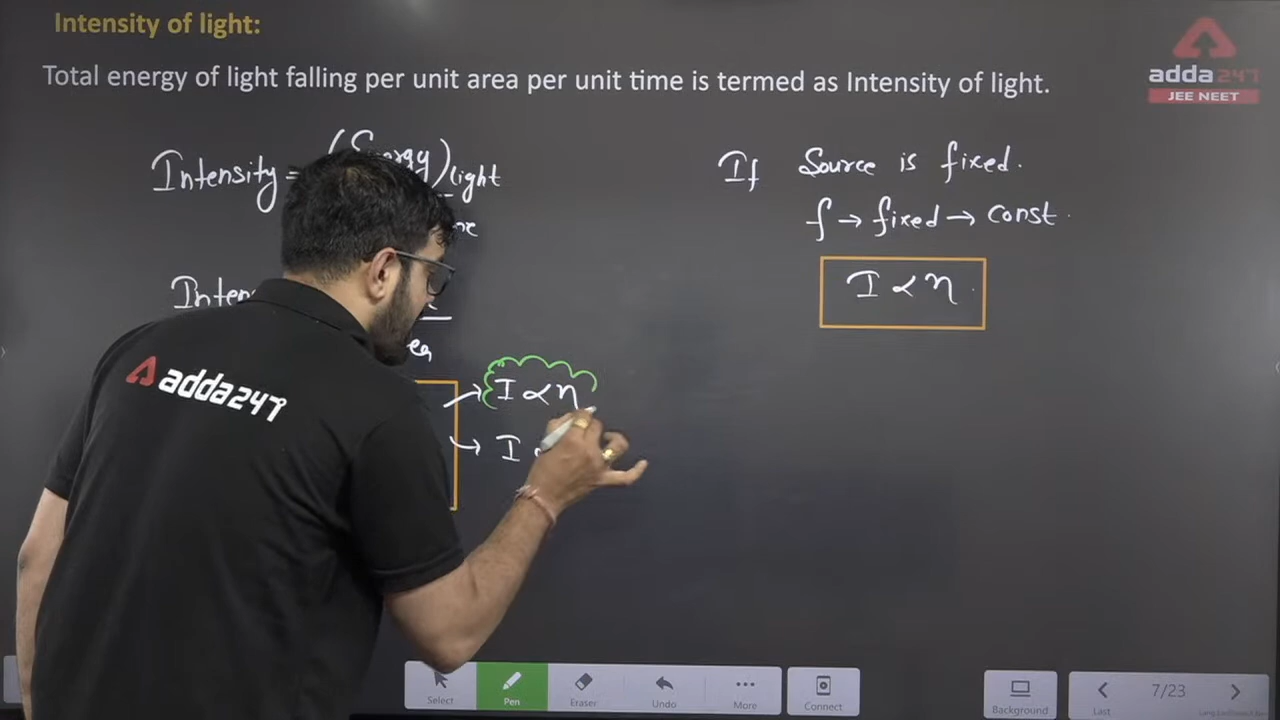 Intensity of light:
Total energy of light falling per unit area per unit time is termed as Intensity of light.
adda247
JEE NEET
Intensity = (Energy)light
If Source is fixed.
f → fixed → const.
I ∝ η
→ I ∝ η
→ I
adda247
Select
Pen
Eraser
Undo
More
Connect
Background
Last
7/23